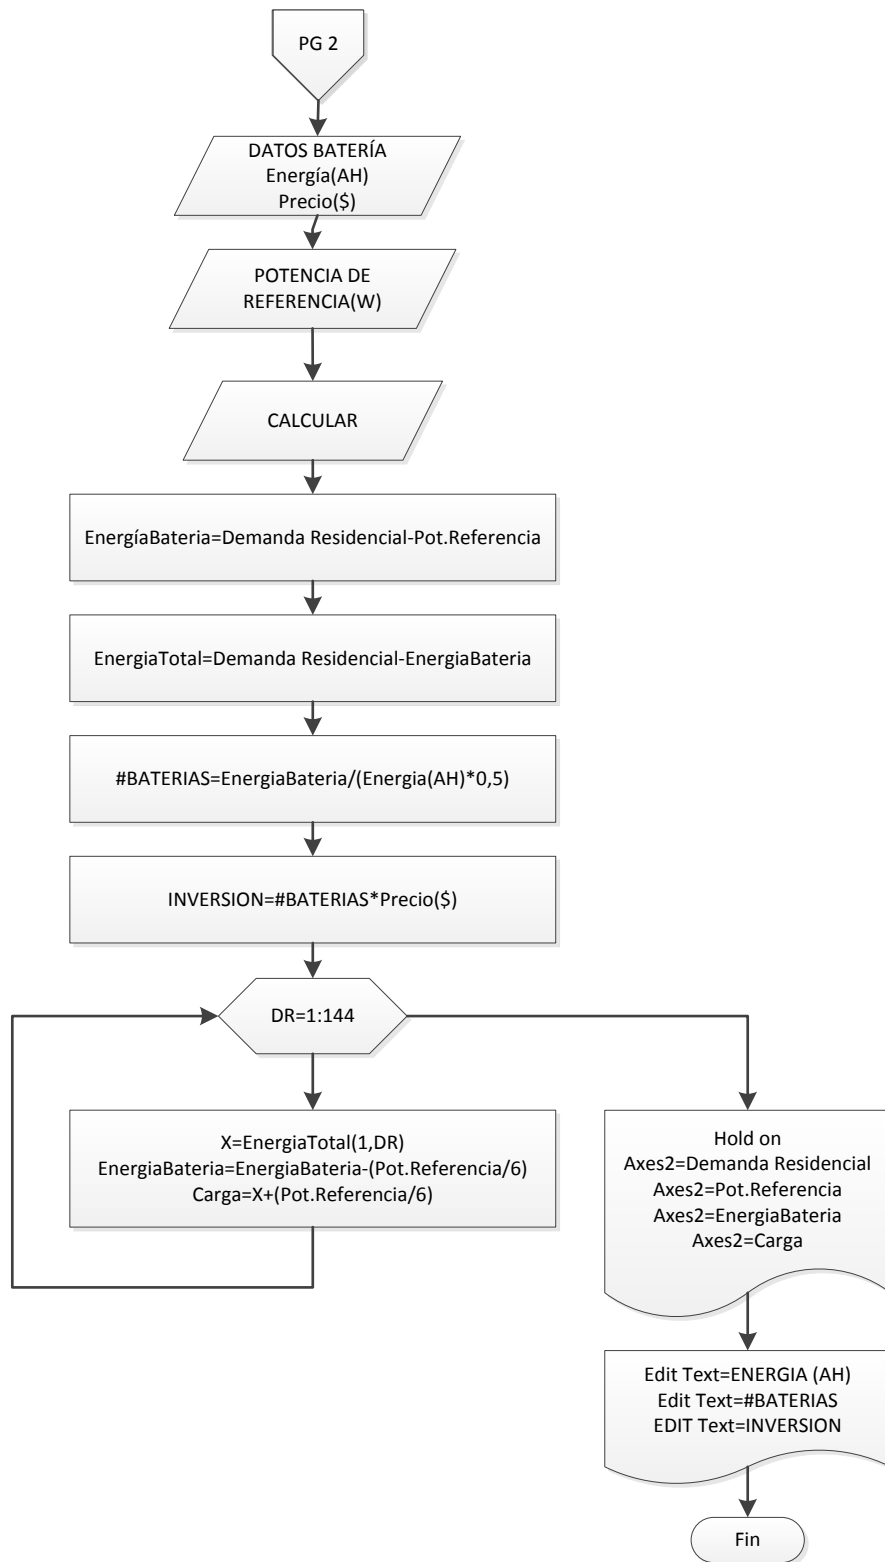 PG 2
DATOS BATERÍA
Energía(AH)
Precio($)
POTENCIA DE
REFERENCIA(W)
CALCULAR
EnergíaBateria=Demanda Residencial-Pot.Referencia
EnergiaTotal=Demanda Residencial-EnergiaBateria
#BATERIAS=EnergiaBateria/(Energia(AH)*0,5)
INVERSION=#BATERIAS*Precio($)
DR=1:144
X=EnergiaTotal(1,DR)
EnergiaBateria=EnergiaBateria-(Pot.Referencia/6)
Carga=X+(Pot.Referencia/6)
Hold on
Axes2=Demanda Residencial
Axes2=Pot.Referencia
Axes2=EnergiaBateria
Axes2=Carga
Edit Text=ENERGIA (AH)
Edit Text=#BATERIAS
EDIT Text=INVERSION
Fin